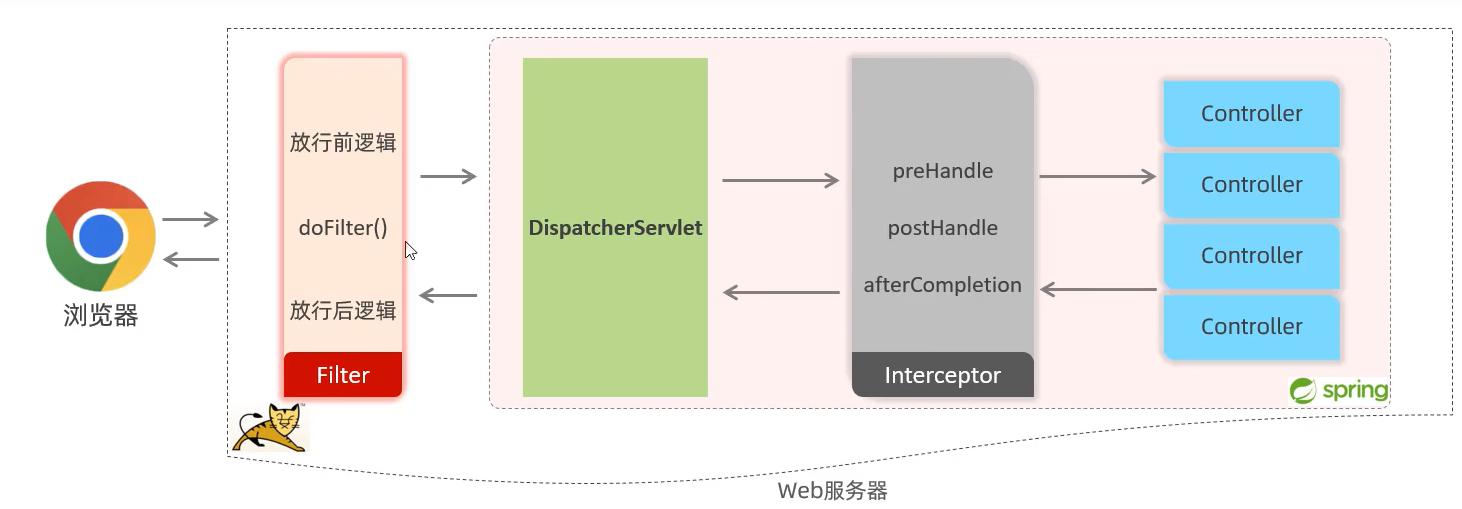 浏览器
放行前逻辑
doFilter()
放行后逻辑
Filter
DispatcherServlet
preHandle
postHandle
afterCompletion
Interceptor
Controller
Controller
Controller
Controller
spring
Web服务器